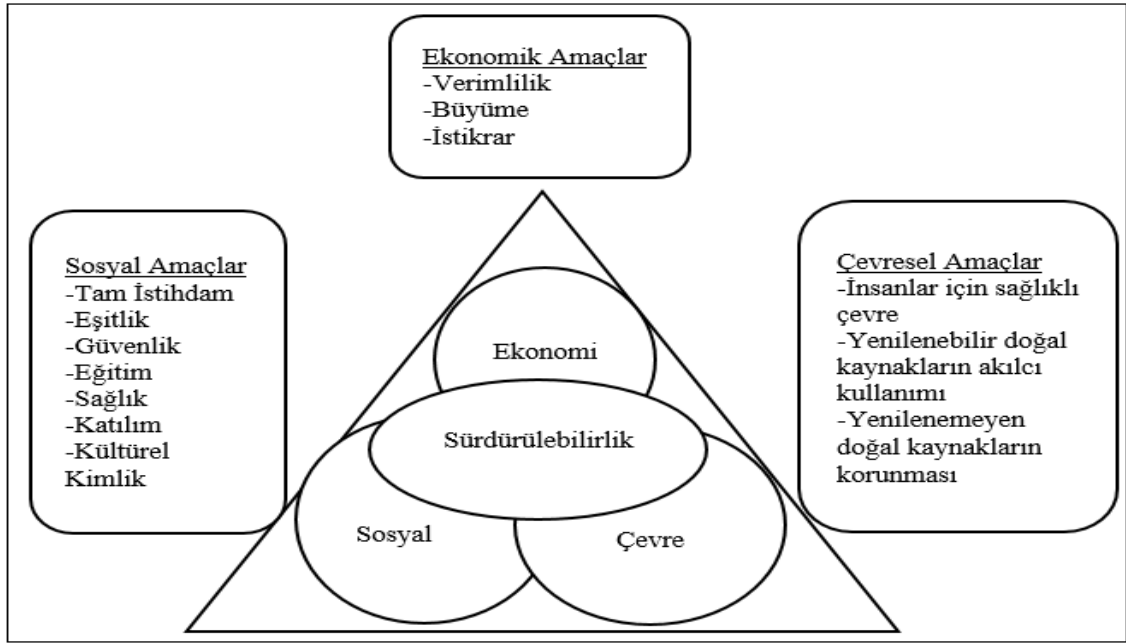 Ekonomik Amaçlar
-Verimlilik
-Büyüme
-İstikrar
Sosyal Amaçlar
-Tam İstihdam
-Eşitlik
-Güvenlik
-Eğitim
-Sağlık
-Katılım
-Kültürel
Kimlik
Çevresel Amaçlar
-İnsanlar için sağlıklı
çevre
-Yenilenebilir doğal
kaynakların akılcı
kullanımı
-Yenilenemeyen
doğal kaynakların
korunması
Ekonomi
Sürdürülebilirlik
Sosyal
Çevre